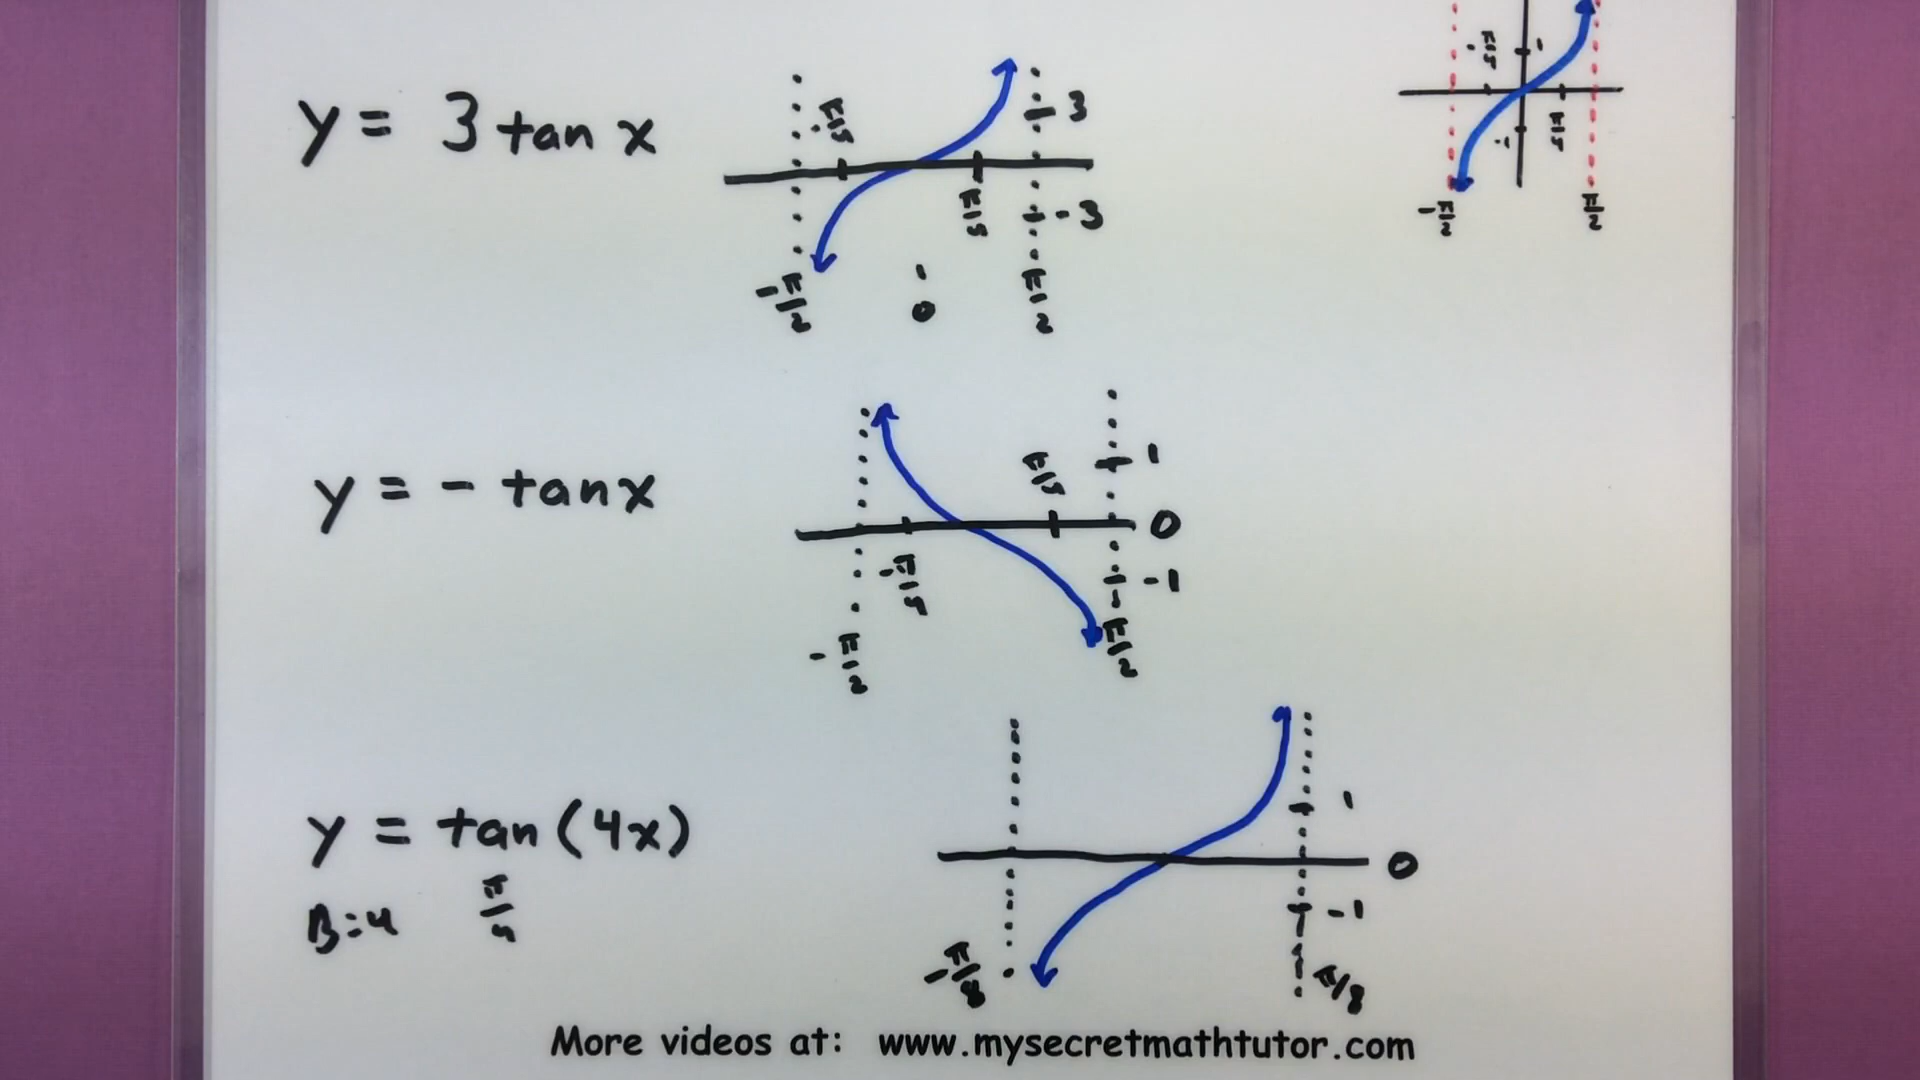 y = 3 tan x
-π/4
π/4
3
-3
-π/2
0
π/2
-π/4
1
π/4
-1
-π/2
π/2
y = - tan x
π/4
1
0
-1
-π/4
-π/2
π/2
y = tan (4x)
B=4
π/4
1
0
-1
-π/8
π/8
More videos at: www.mysecretmathtutor.com